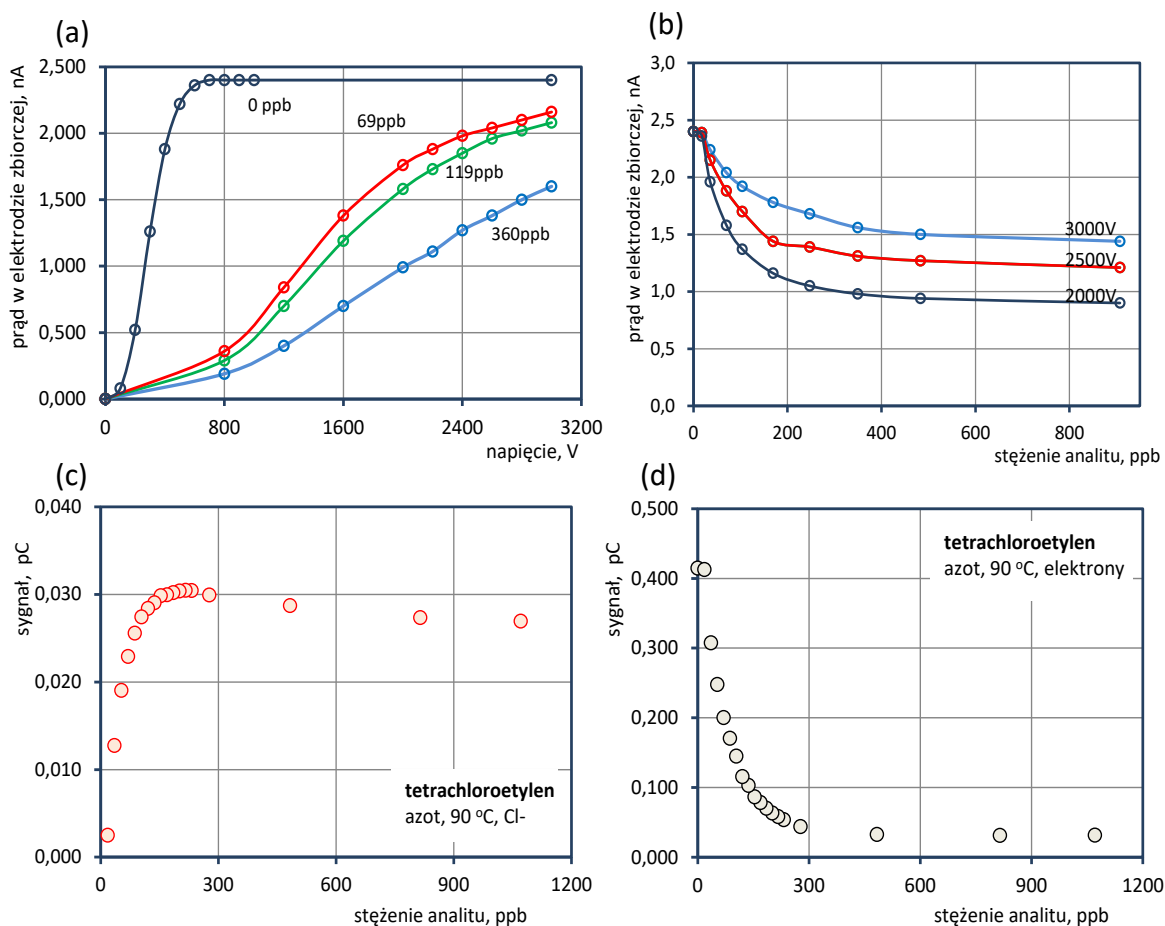 (a)
prąd w elektrodzie zbiorczej, nA
2,500
2,000
1,500
1,000
0,500
0,000
0 ppb
69ppb
119ppb
360ppb
0
800
1600
2400
3200
napięcie, V
(b)
prąd w elektrodzie zbiorczej, nA
3,0
2,5
2,0
1,5
1,0
0,5
0,0
3000V
2500V
2000V
0
200
400
600
800
stężenie analitu, ppb
(c)
sygnał, pC
0,040
0,030
0,020
0,010
0,000
tetrachloroetylen
azot, 90 ºC, Cl-
0
300
600
900
1200
stężenie analitu, ppb
(d)
sygnał, pC
0,500
0,400
0,300
0,200
0,100
0,000
tetrachloroetylen
azot, 90 ºC, elektrony
0
300
600
900
1200
stężenie analitu, ppb